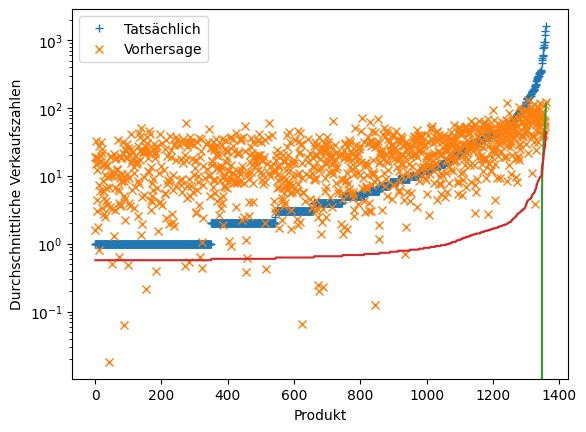 Tatsächlich
Vorhersage
Durchschnittliche Verkaufszahlen
10³
10²
10¹
10⁰
10⁻¹
0 200 400 600 800 1000 1200 1400
Produkt